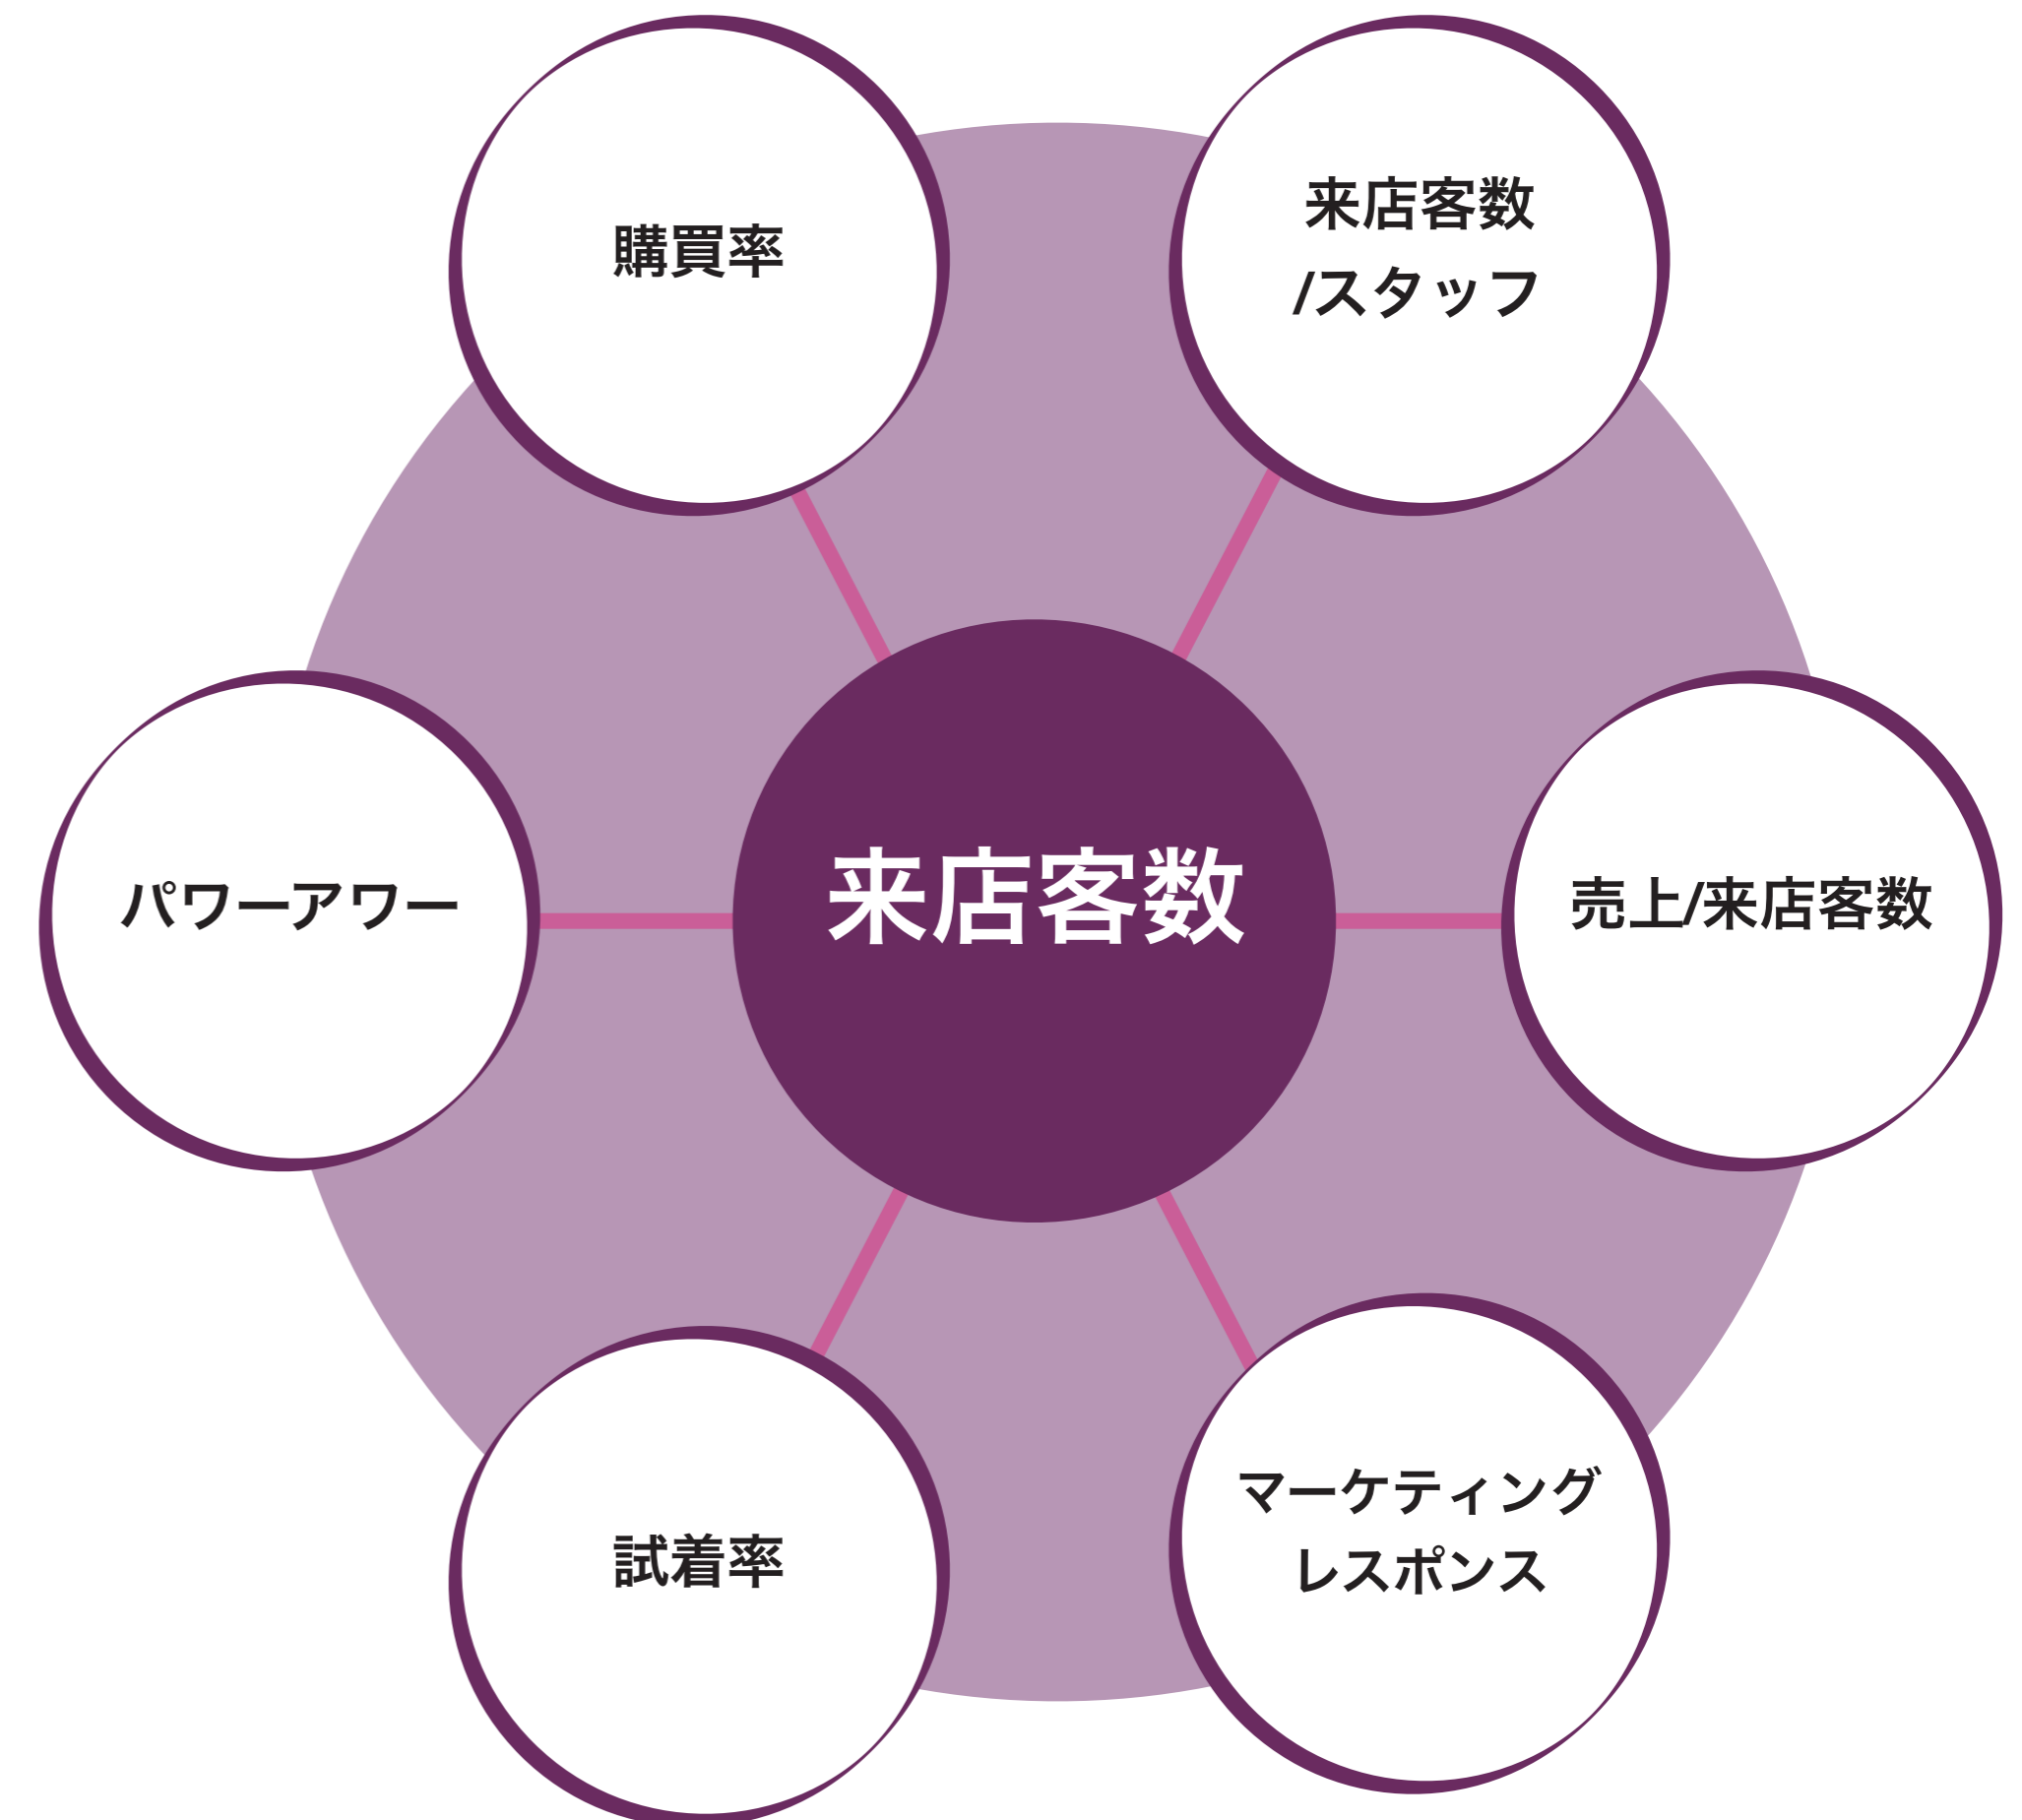 購買率
来店客数
/スタッフ
パワーアワー
来店客数
売上/来店客数
試着率
マーケティング
レスポンス